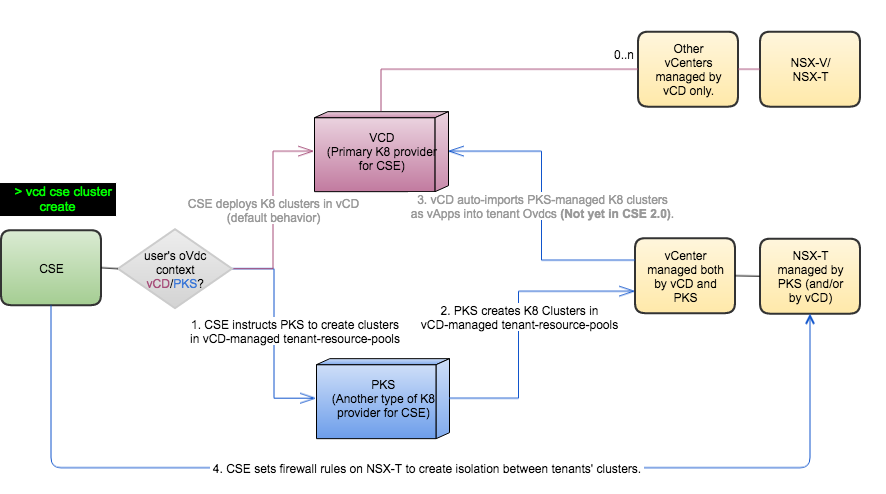 0..n
Other
vCenters
managed by
vCD only.
NSX-V/
NSX-T
VCD
(Primary K8 provider
for CSE)
> vcd cse cluster
create
CSE deploys K8 clusters in vCD
(default behavior)
3. vCD auto-imports PKS-managed K8 clusters
as vApps into tenant Ovdcs (Not yet in CSE 2.0).
CSE
user's oVdc
context
vCD/PKS?
vCenter
managed both
by vCD and
PKS
NSX-T
managed by
PKS (and/or
by vCD)
1. CSE instructs PKS to create clusters
in vCD-managed tenant-resource-pools
2. PKS creates K8 Clusters in
vCD-managed tenant-resource-pools
PKS
(Another type of K8
provider for CSE)
4. CSE sets firewall rules on NSX-T to create isolation between tenants' clusters.